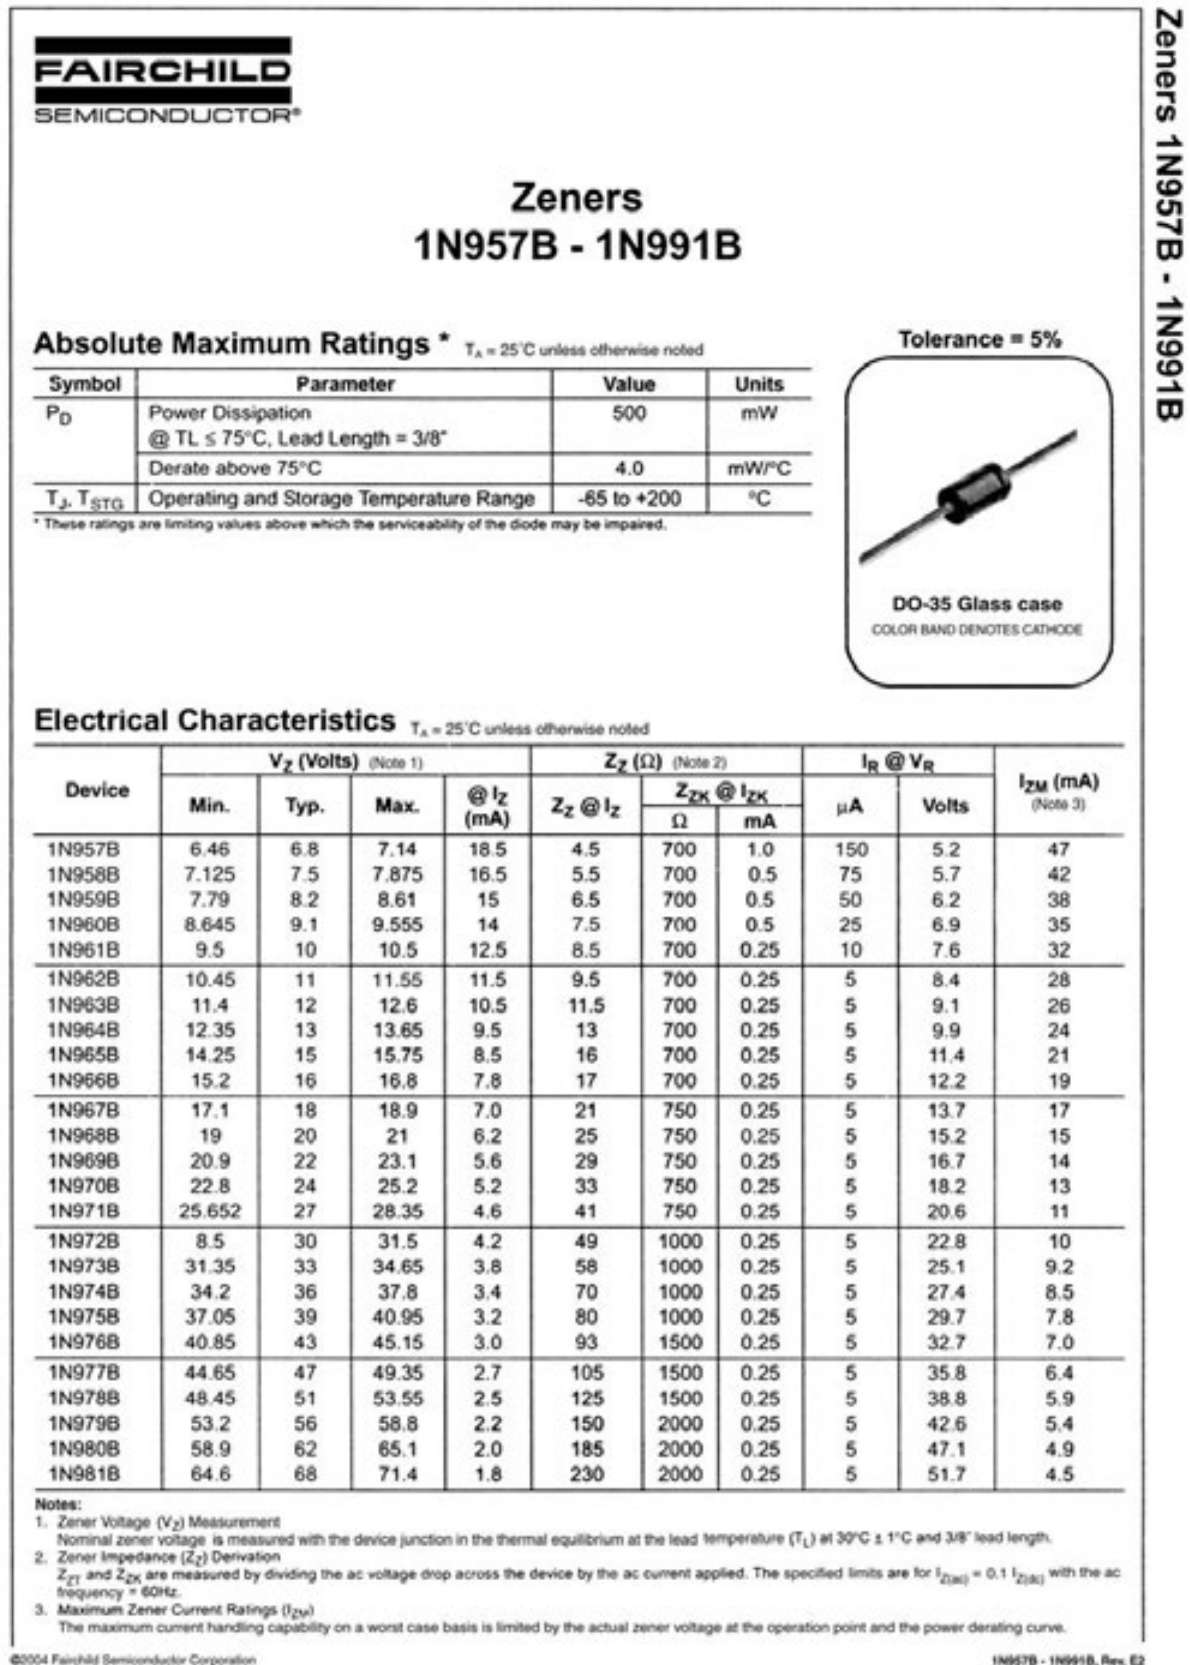 Zeners 1N957B - 1N991B
FAIRCHILD
SEMICONDUCTOR®
Zeners
1N957B - 1N991B
Absolute Maximum Ratings * TA = 25°C unless otherwise noted
Symbol Parameter Value Units
PD Power Dissipation 500 mW
@ TL ≤ 75°C, Lead Length = 3/8"
Derate above 75°C 4.0 mW/°C
TJ, TSTG Operating and Storage Temperature Range -65 to +200 °C
* These ratings are limiting values above which the serviceability of the diode may be impaired.
Tolerance = 5%
DO-35 Glass case
COLOR BAND DENOTES CATHODE
Electrical Characteristics TA = 25°C unless otherwise noted
Device VZ (Volts) (Note 1) ZZ (Ω) (Note 2) IR @ VR IZM (mA) (Note 3)
Min. Typ. Max. @ IZ (mA) ZZ @ IZ ZZK @ IZK μA Volts
Ω mA
1N957B 6.46 6.8 7.14 18.5 4.5 700 1.0 150 5.2 47
1N958B 7.125 7.5 7.875 16.5 5.5 700 0.5 75 5.7 42
1N959B 7.79 8.2 8.61 15 6.5 700 0.5 50 6.2 38
1N960B 8.645 9.1 9.555 14 7.5 700 0.5 25 6.9 35
1N961B 9.5 10 10.5 12.5 8.5 700 0.25 10 7.6 32
1N962B 10.45 11 11.55 11.5 9.5 700 0.25 5 8.4 28
1N963B 11.4 12 12.6 10.5 11.5 700 0.25 5 9.1 26
1N964B 12.35 13 13.65 9.5 13 700 0.25 5 9.9 24
1N965B 14.25 15 15.75 8.5 16 700 0.25 5 11.4 21
1N966B 15.2 16 16.8 7.8 17 700 0.25 5 12.2 19
1N967B 17.1 18 18.9 7.0 21 750 0.25 5 13.7 17
1N968B 19 20 21 6.2 25 750 0.25 5 15.2 15
1N969B 20.9 22 23.1 5.6 29 750 0.25 5 16.7 14
1N970B 22.8 24 25.2 5.2 33 750 0.25 5 18.2 13
1N971B 25.652 27 28.35 4.6 41 750 0.25 5 20.6 11
1N972B 8.5 30 31.5 4.2 49 1000 0.25 5 22.8 10
1N973B 31.35 33 34.65 3.8 58 1000 0.25 5 25.1 9.2
1N974B 34.2 36 37.8 3.4 70 1000 0.25 5 27.4 8.5
1N975B 37.05 39 40.95 3.2 80 1000 0.25 5 29.7 7.8
1N976B 40.85 43 45.15 3.0 93 1500 0.25 5 32.7 7.0
1N977B 44.65 47 49.35 2.7 105 1500 0.25 5 35.8 6.4
1N978B 48.45 51 53.55 2.5 125 1500 0.25 5 38.8 5.9
1N979B 53.2 56 58.8 2.2 150 2000 0.25 5 42.6 5.4
1N980B 58.9 62 65.1 2.0 185 2000 0.25 5 47.1 4.9
1N981B 64.6 68 71.4 1.8 230 2000 0.25 5 51.7 4.5
Notes:
1. Zener Voltage (VZ) Measurement
Nominal zener voltage is measured with the device junction in the thermal equilibrium at the lead temperature (TL) at 30°C ± 1°C and 3/8" lead length.
2. Zener Impedance (ZZ) Derivation
ZZT and ZZK are measured by dividing the ac voltage drop across the device by the ac current applied. The specified limits are for IZ(ac) = 0.1 IZ(dc) with the ac
frequency = 60Hz.
3. Maximum Zener Current Ratings (IZM)
The maximum current handling capability on a worst case basis is limited by the actual zener voltage at the operation point and the power derating curve.
©2004 Fairchild Semiconductor Corporation 1N957B - 1N991B, Rev. E2